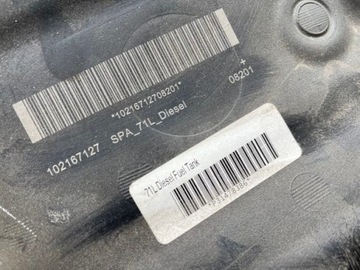 *10216712708201*
08201
102167127 SPA_71L_Diesel
71L Diesel Fuel Tank